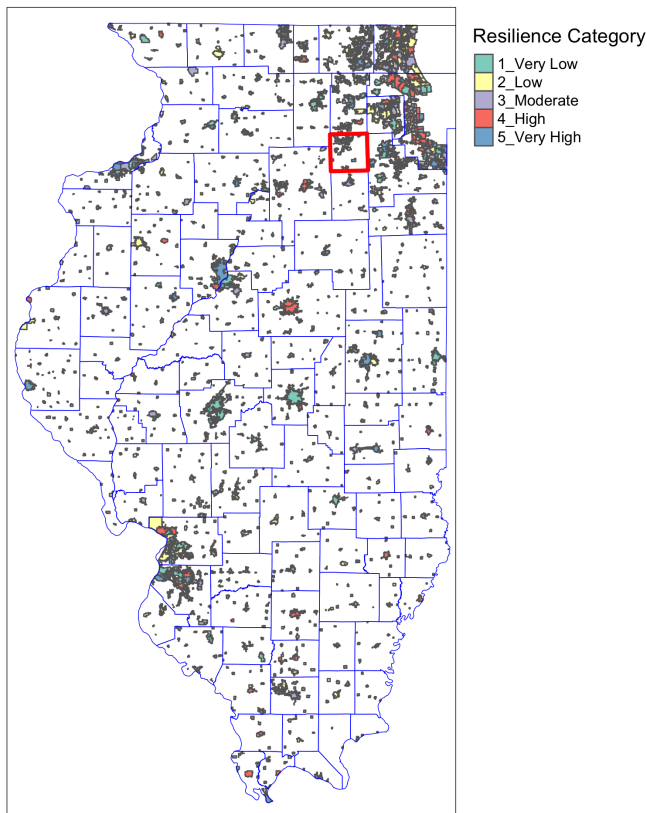 Resilience Category
1_Very Low
2_Low
3_Moderate
4_High
5_Very High